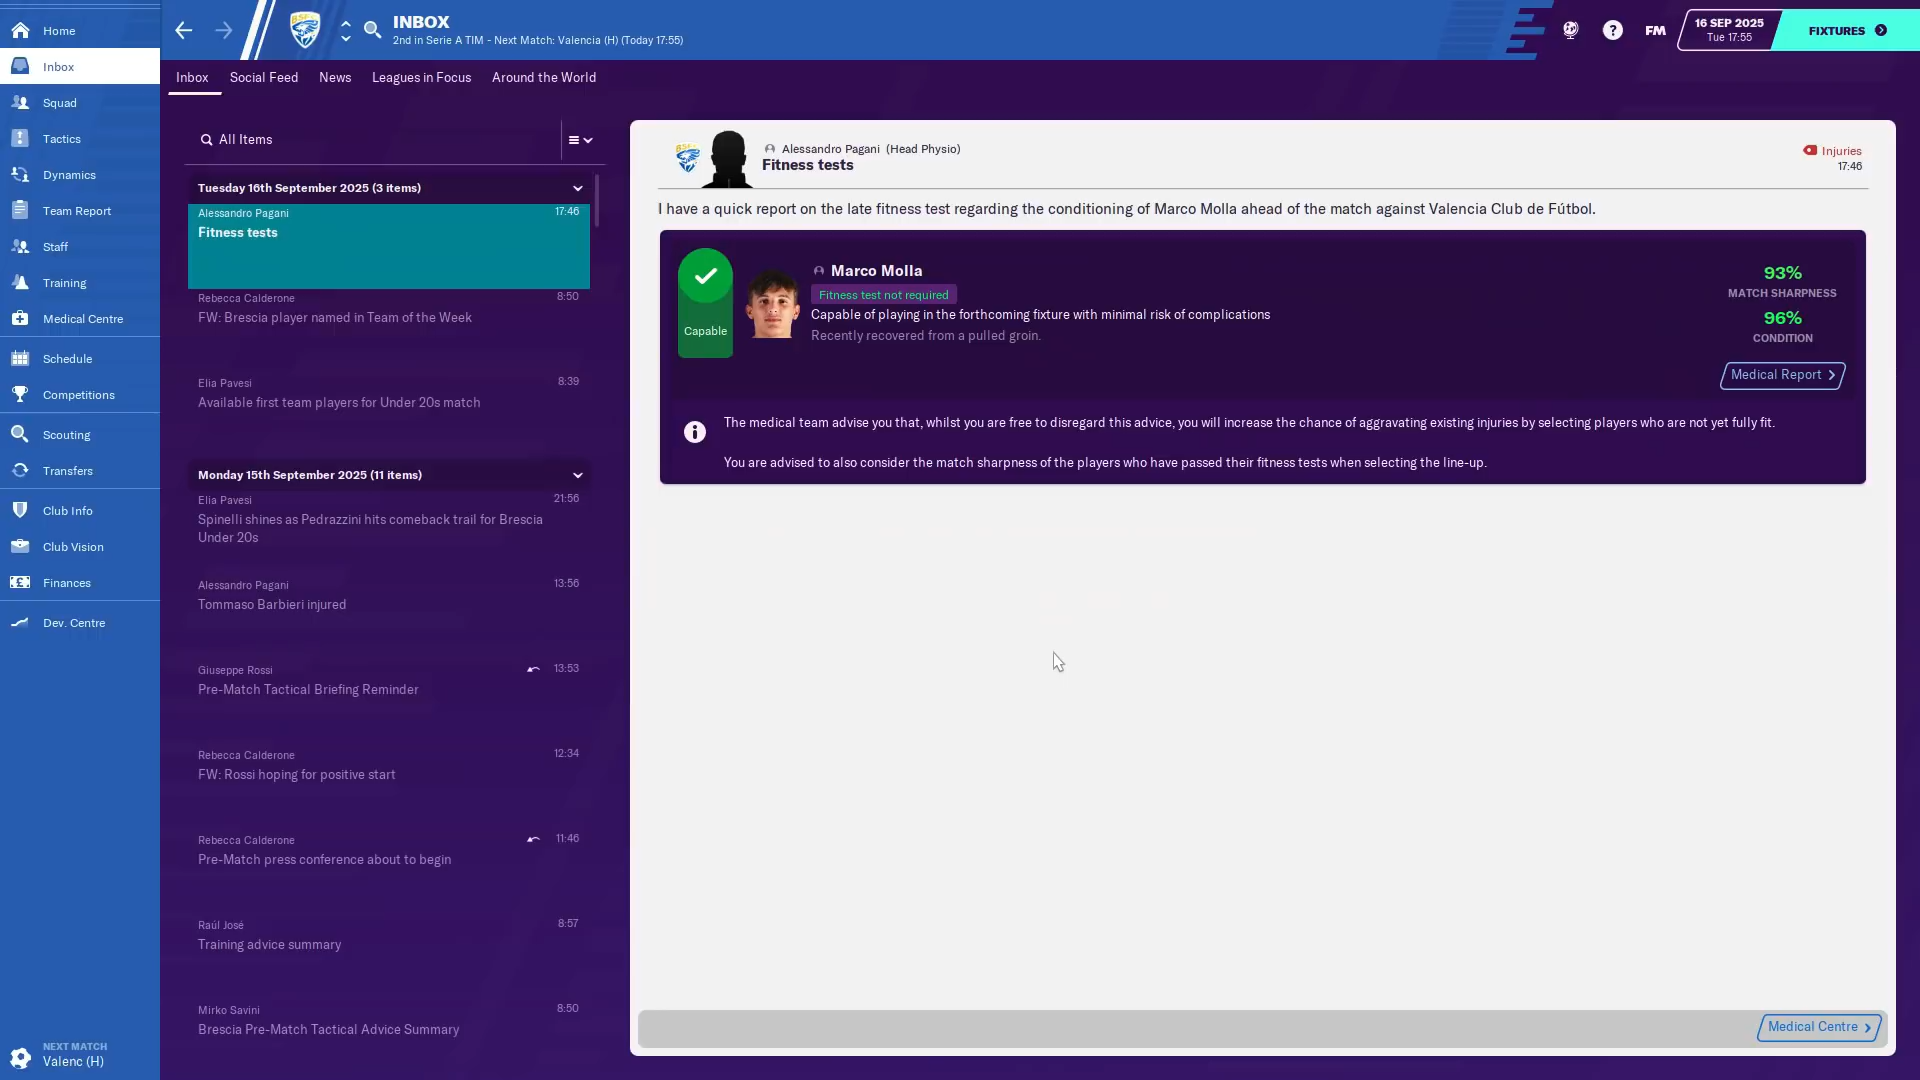 Home
Inbox
Squad
Tactics
Dynamics
Team Report
Staff
Training
Medical Centre
Schedule
Competitions
Scouting
Transfers
Club Info
Club Vision
Finances
Dev. Centre
NEXT MATCH
Valenc (H)
INBOX
2nd in Serie A TIM - Next Match: Valencia (H) (Today 17:55)
?
FM
16 SEP 2025
Tue 17:55
FIXTURES
Inbox Social Feed News Leagues in Focus Around the World
All Items
Tuesday 16th September 2025 (3 items)
Alessandro Pagani 17:46
Fitness tests
Rebecca Calderone 8:50
FW: Brescia player named in Team of the Week
Elia Pavesi 8:39
Available first team players for Under 20s match
Monday 15th September 2025 (11 items)
Elia Pavesi 21:56
Spinelli shines as Pedrazzini hits comeback trail for Brescia
Under 20s
Alessandro Pagani 13:56
Tommaso Barbieri injured
Giuseppe Rossi 13:53
Pre-Match Tactical Briefing Reminder
Rebecca Calderone 12:34
FW: Rossi hoping for positive start
Rebecca Calderone 11:46
Pre-Match press conference about to begin
Raúl José 8:57
Training advice summary
Mirko Savini 8:50
Brescia Pre-Match Tactical Advice Summary
Alessandro Pagani (Head Physio)
Fitness tests
Injuries
17:46
I have a quick report on the late fitness test regarding the conditioning of Marco Molla ahead of the match against Valencia Club de Fútbol.
Capable
Marco Molla
Fitness test not required
Capable of playing in the forthcoming fixture with minimal risk of complications
Recently recovered from a pulled groin.
93%
MATCH SHARPNESS
96%
CONDITION
Medical Report
The medical team advise you that, whilst you are free to disregard this advice, you will increase the chance of aggravating existing injuries by selecting players who are not yet fully fit.
You are advised to also consider the match sharpness of the players who have passed their fitness tests when selecting the line-up.
Medical Centre